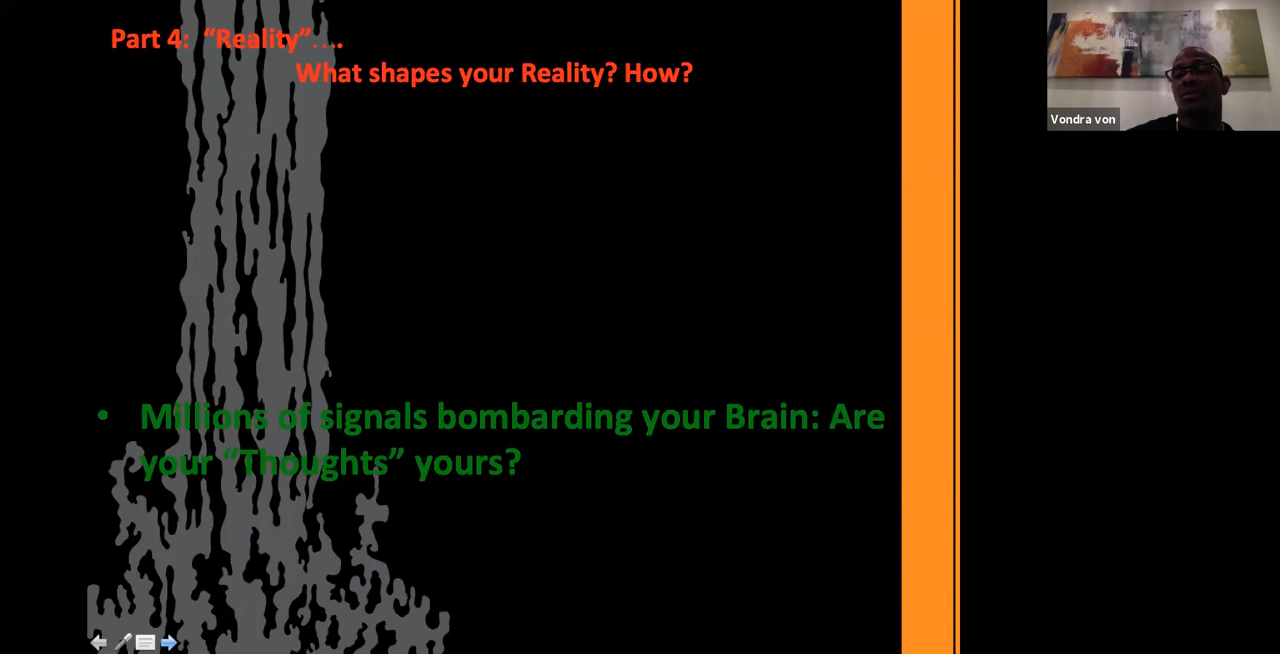 Part 4: “Reality”….
What shapes your Reality? How?
Vondra von
• Millions of signals bombarding your Brain: Are
your “Thoughts” yours?